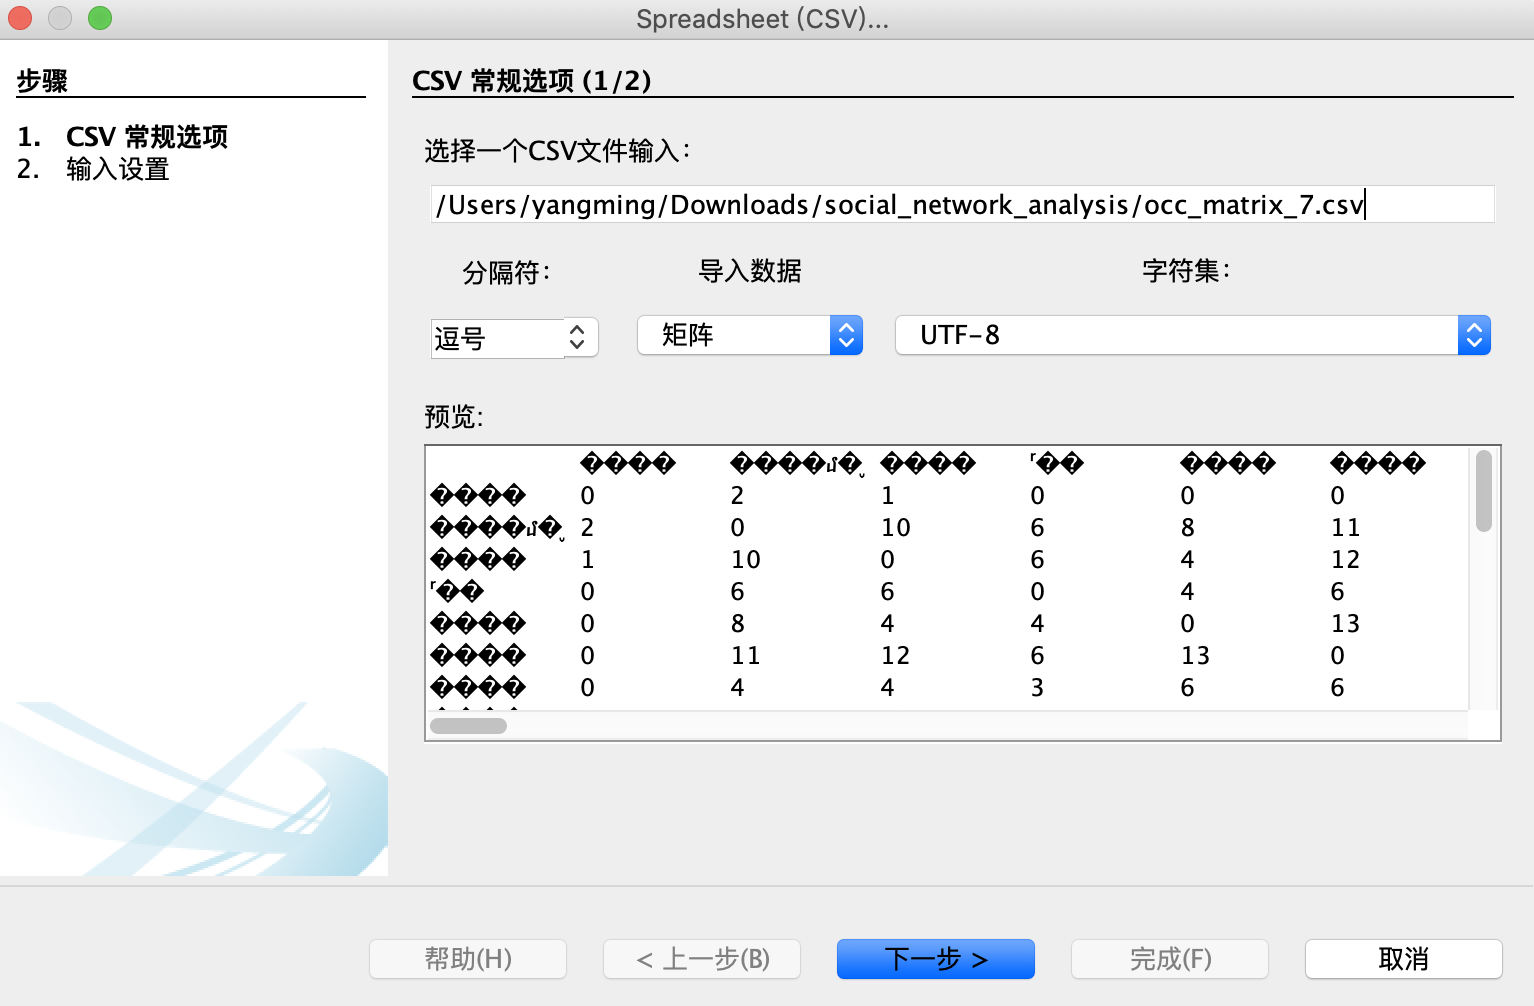 Spreadsheet (CSV)...
步骤
1. CSV 常规选项
2. 输入设置
CSV 常规选项 (1/2)
选择一个CSV文件输入:
/Users/yangming/Downloads/social_network_analysis/occ_matrix_7.csv
分隔符: 导入数据 字符集:
逗号 矩阵 UTF-8
预览:
0 2 1 0 0 0
2 0 10 6 8 11
1 10 0 6 4 12
0 6 6 0 4 6
0 8 4 4 0 13
0 11 12 6 13 0
0 4 4 3 6 6
帮助(H) < 上一步(B) 下一步 > 完成(F) 取消